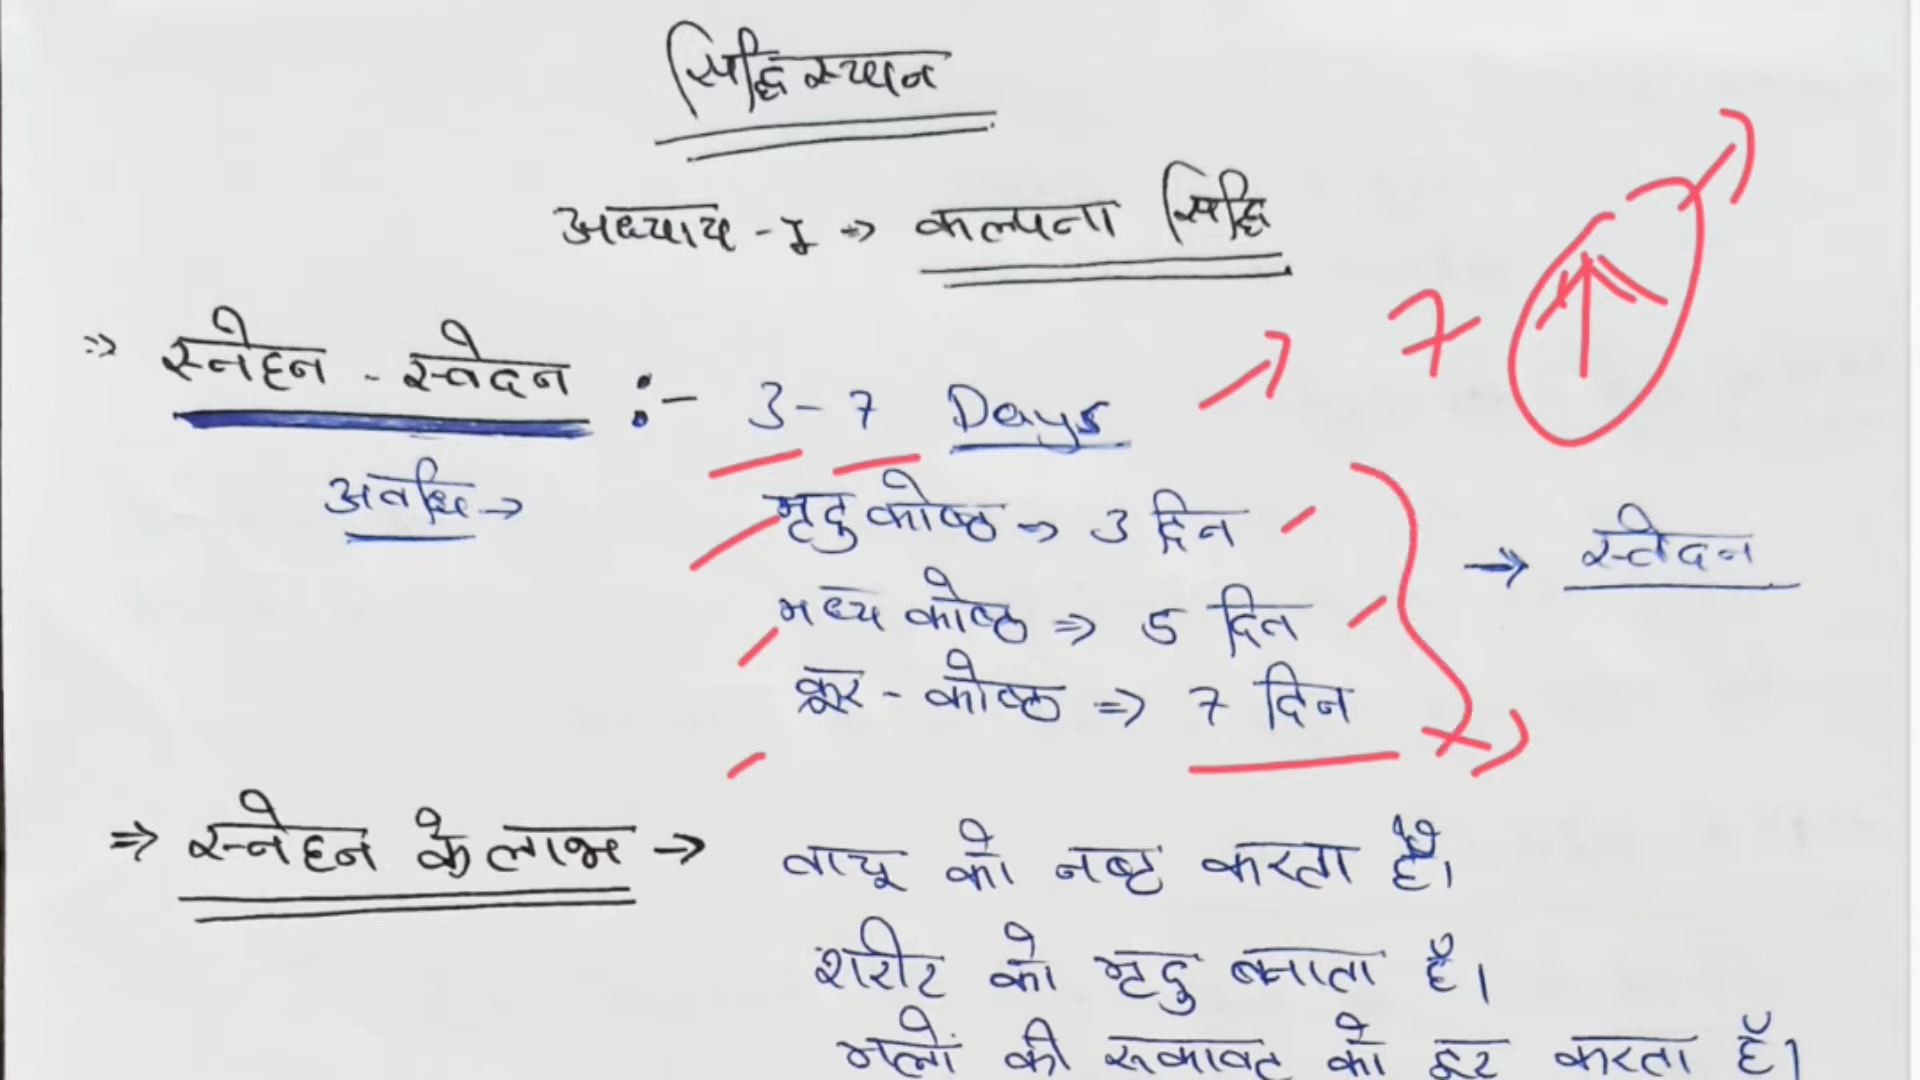 सिद्धिस्थान
अध्याय - I ⇒ कल्पना सिद्धि
⇒ स्नेहन - स्वेदन :- 3-7 Days → 7 ↑ →
अवधि →
मृदु कोष्ठ ⇒ 3 दिन
मध्य कोष्ठ ⇒ 5 दिन
क्रूर - कोष्ठ ⇒ 7 दिन
→ स्वेदन
⇒ स्नेहन के लाभ → वायु को नष्ट करता है।
शरीर को मृदु बनाता है।
मलों की रूकावट को दूर करता है।